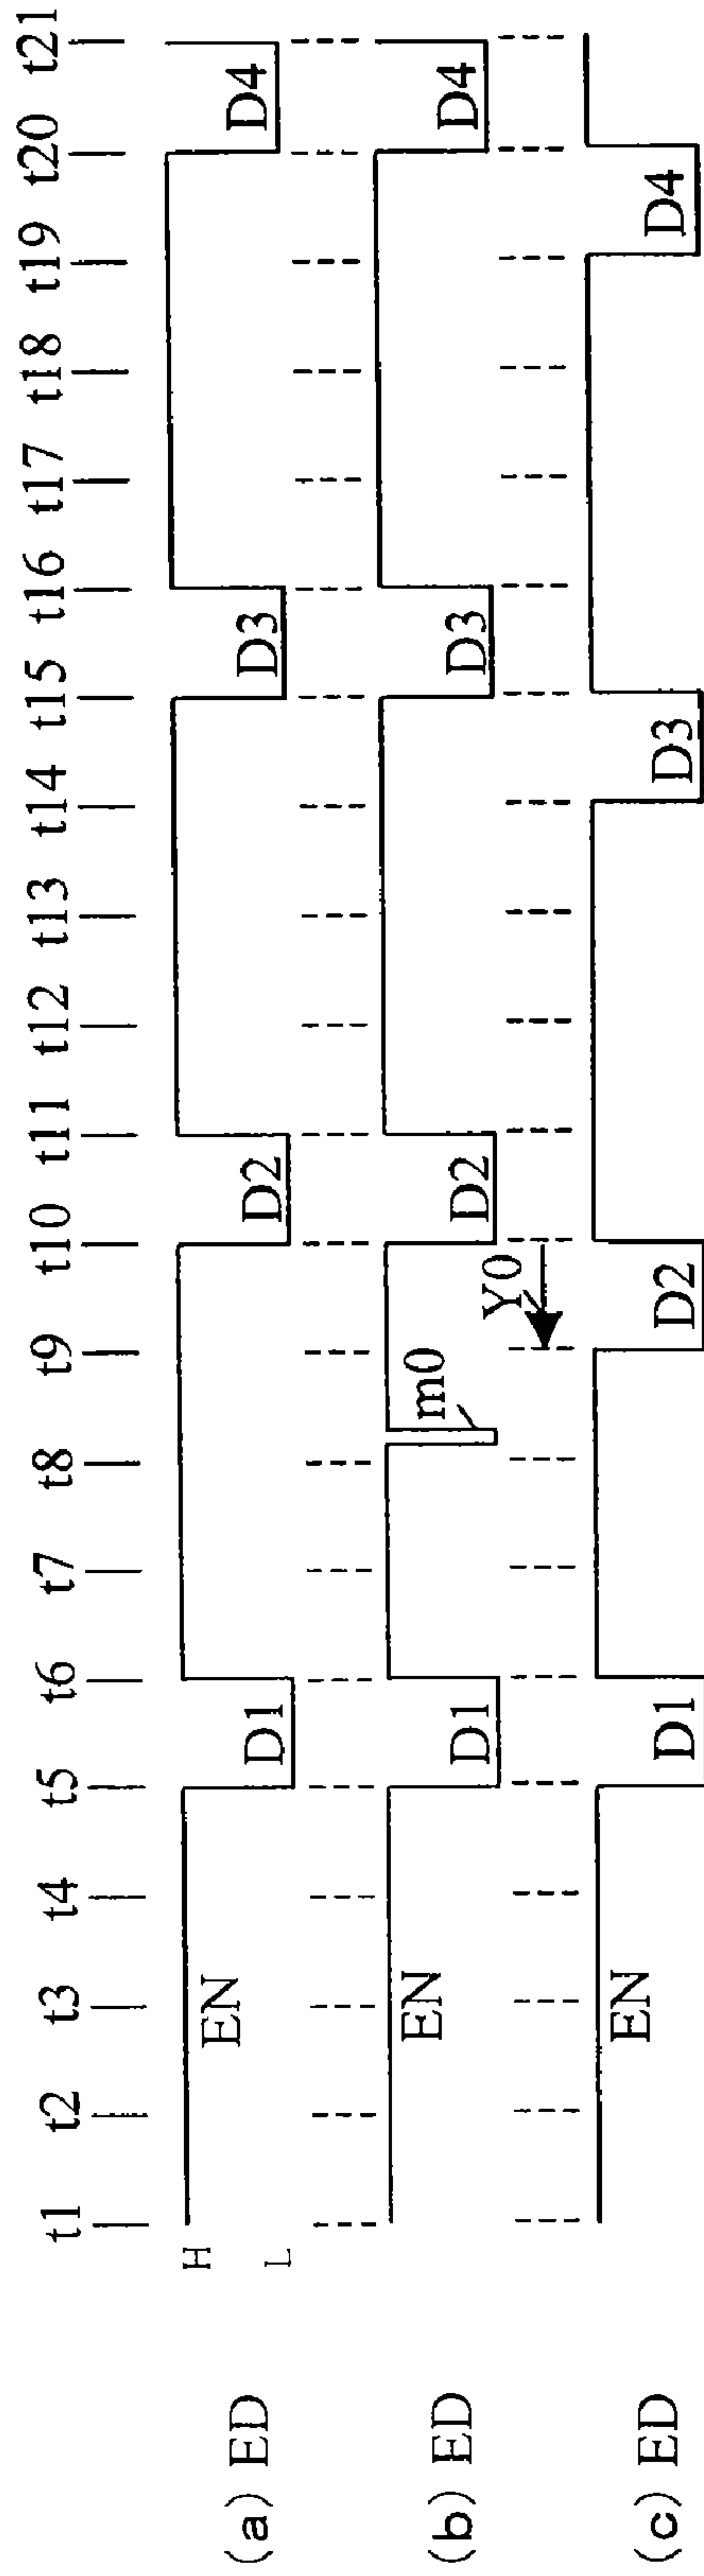 t1 t2 t3 t4 t5 t6 t7 t8 t9 t10 t11 t12 t13 t14 t15 t16 t17 t18 t19 t20 t21
H
(a) ED EN D1 D2 D3 D4
L
m0
(b) ED EN D1 D2 D3 D4
Y0
(c) ED EN D1 D2 D3 D4